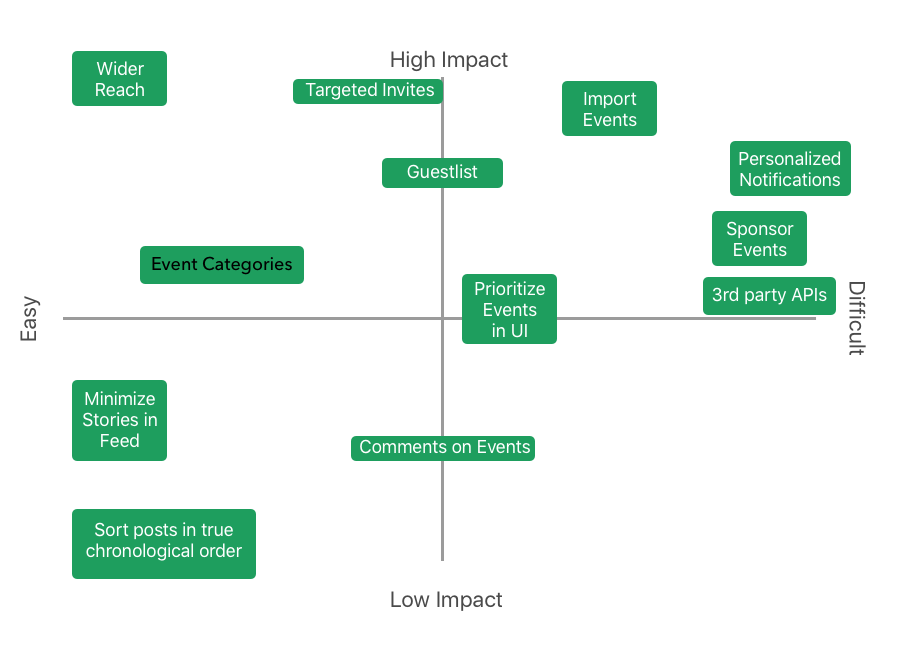 High Impact
Wider
Reach
Targeted Invites
Import
Events
Guestlist
Personalized
Notifications
Sponsor
Events
Event Categories
Prioritize
Events
in UI
3rd party APIs
Easy
Difficult
Minimize
Stories in
Feed
Comments on Events
Sort posts in true
chronological order
Low Impact